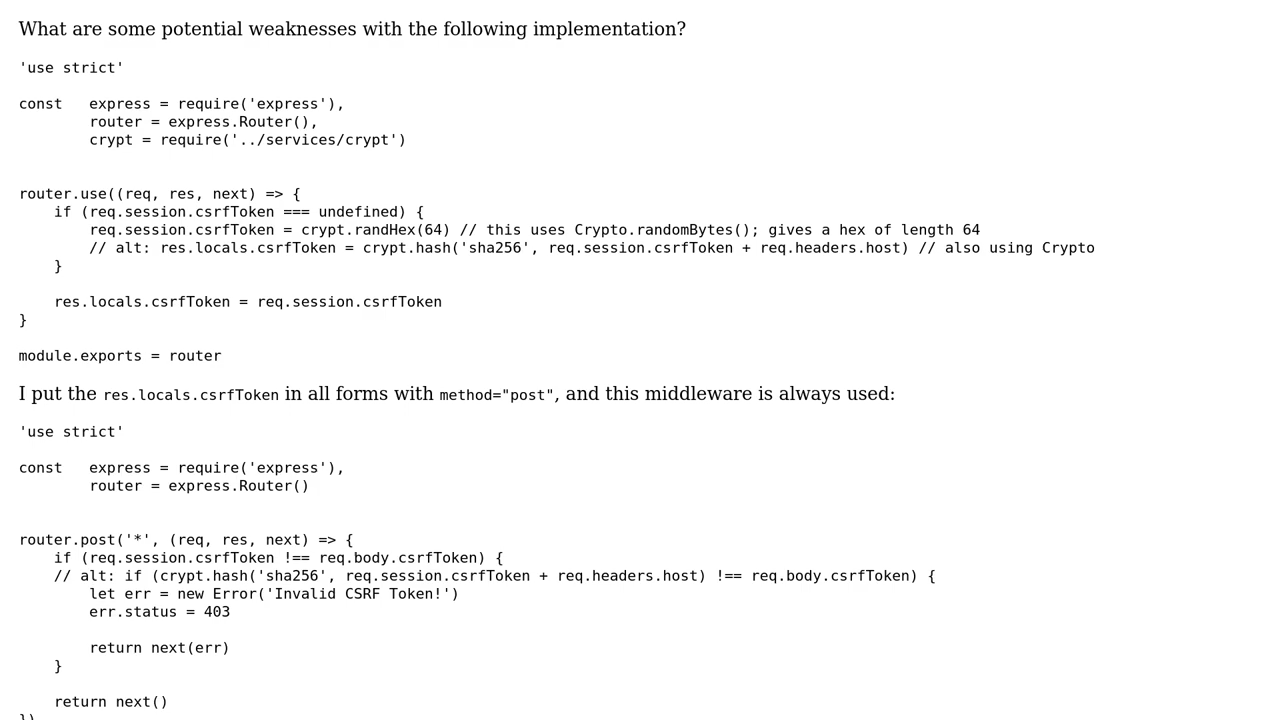 What are some potential weaknesses with the following implementation?
'use strict'
const   express = require('express'),
        router = express.Router(),
        crypt = require('../services/crypt')
router.use((req, res, next) => {
    if (req.session.csrfToken === undefined) {
        req.session.csrfToken = crypt.randHex(64) // this uses Crypto.randomBytes(); gives a hex of length 64
        // alt: res.locals.csrfToken = crypt.hash('sha256', req.session.csrfToken + req.headers.host) // also using Crypto
    }
    res.locals.csrfToken = req.session.csrfToken
}
module.exports = router
I put the res.locals.csrfToken in all forms with method="post", and this middleware is always used:
'use strict'
const   express = require('express'),
        router = express.Router()
router.post('*', (req, res, next) => {
    if (req.session.csrfToken !== req.body.csrfToken) {
    // alt: if (crypt.hash('sha256', req.session.csrfToken + req.headers.host) !== req.body.csrfToken) {
        let err = new Error('Invalid CSRF Token!')
        err.status = 403
        return next(err)
    }
    return next()
})